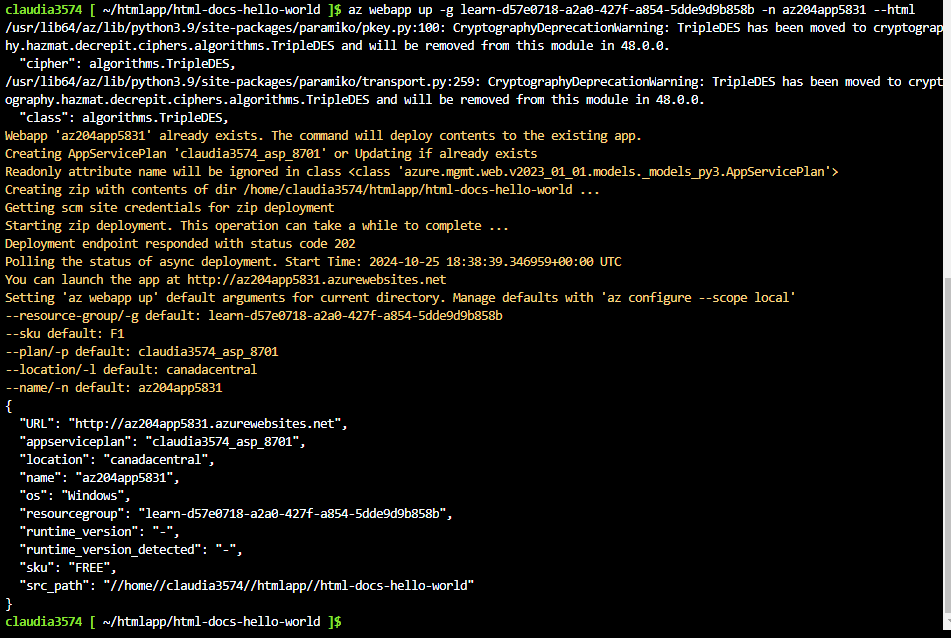 claudia3574 [ ~/htmlapp/html-docs-hello-world ]$ az webapp up -g learn-d57e0718-a2a0-427f-a854-5dde9d9b858b -n az204app5831 --html
/usr/lib64/az/lib/python3.9/site-packages/paramiko/pkey.py:100: CryptographyDeprecationWarning: TripleDES has been moved to cryptograp
hy.hazmat.decrepit.ciphers.algorithms.TripleDES and will be removed from this module in 48.0.0.
  "cipher": algorithms.TripleDES,
/usr/lib64/az/lib/python3.9/site-packages/paramiko/transport.py:259: CryptographyDeprecationWarning: TripleDES has been moved to crypt
ography.hazmat.decrepit.ciphers.algorithms.TripleDES and will be removed from this module in 48.0.0.
  "class": algorithms.TripleDES,
Webapp 'az204app5831' already exists. The command will deploy contents to the existing app.
Creating AppServicePlan 'claudia3574_asp_8701' or Updating if already exists
Readonly attribute name will be ignored in class <class 'azure.mgmt.web.v2023_01_01.models._models_py3.AppServicePlan'>
Creating zip with contents of dir /home/claudia3574/htmlapp/html-docs-hello-world ...
Getting scm site credentials for zip deployment
Starting zip deployment. This operation can take a while to complete ...
Deployment endpoint responded with status code 202
Polling the status of async deployment. Start Time: 2024-10-25 18:38:39.346959+00:00 UTC
You can launch the app at http://az204app5831.azurewebsites.net
Setting 'az webapp up' default arguments for current directory. Manage defaults with 'az configure --scope local'
--resource-group/-g default: learn-d57e0718-a2a0-427f-a854-5dde9d9b858b
--sku default: F1
--plan/-p default: claudia3574_asp_8701
--location/-l default: canadacentral
--name/-n default: az204app5831
{
  "URL": "http://az204app5831.azurewebsites.net",
  "appserviceplan": "claudia3574_asp_8701",
  "location": "canadacentral",
  "name": "az204app5831",
  "os": "Windows",
  "resourcegroup": "learn-d57e0718-a2a0-427f-a854-5dde9d9b858b",
  "runtime_version": "-",
  "runtime_version_detected": "-",
  "sku": "FREE",
  "src_path": "//home//claudia3574//htmlapp//html-docs-hello-world"
}
claudia3574 [ ~/htmlapp/html-docs-hello-world ]$